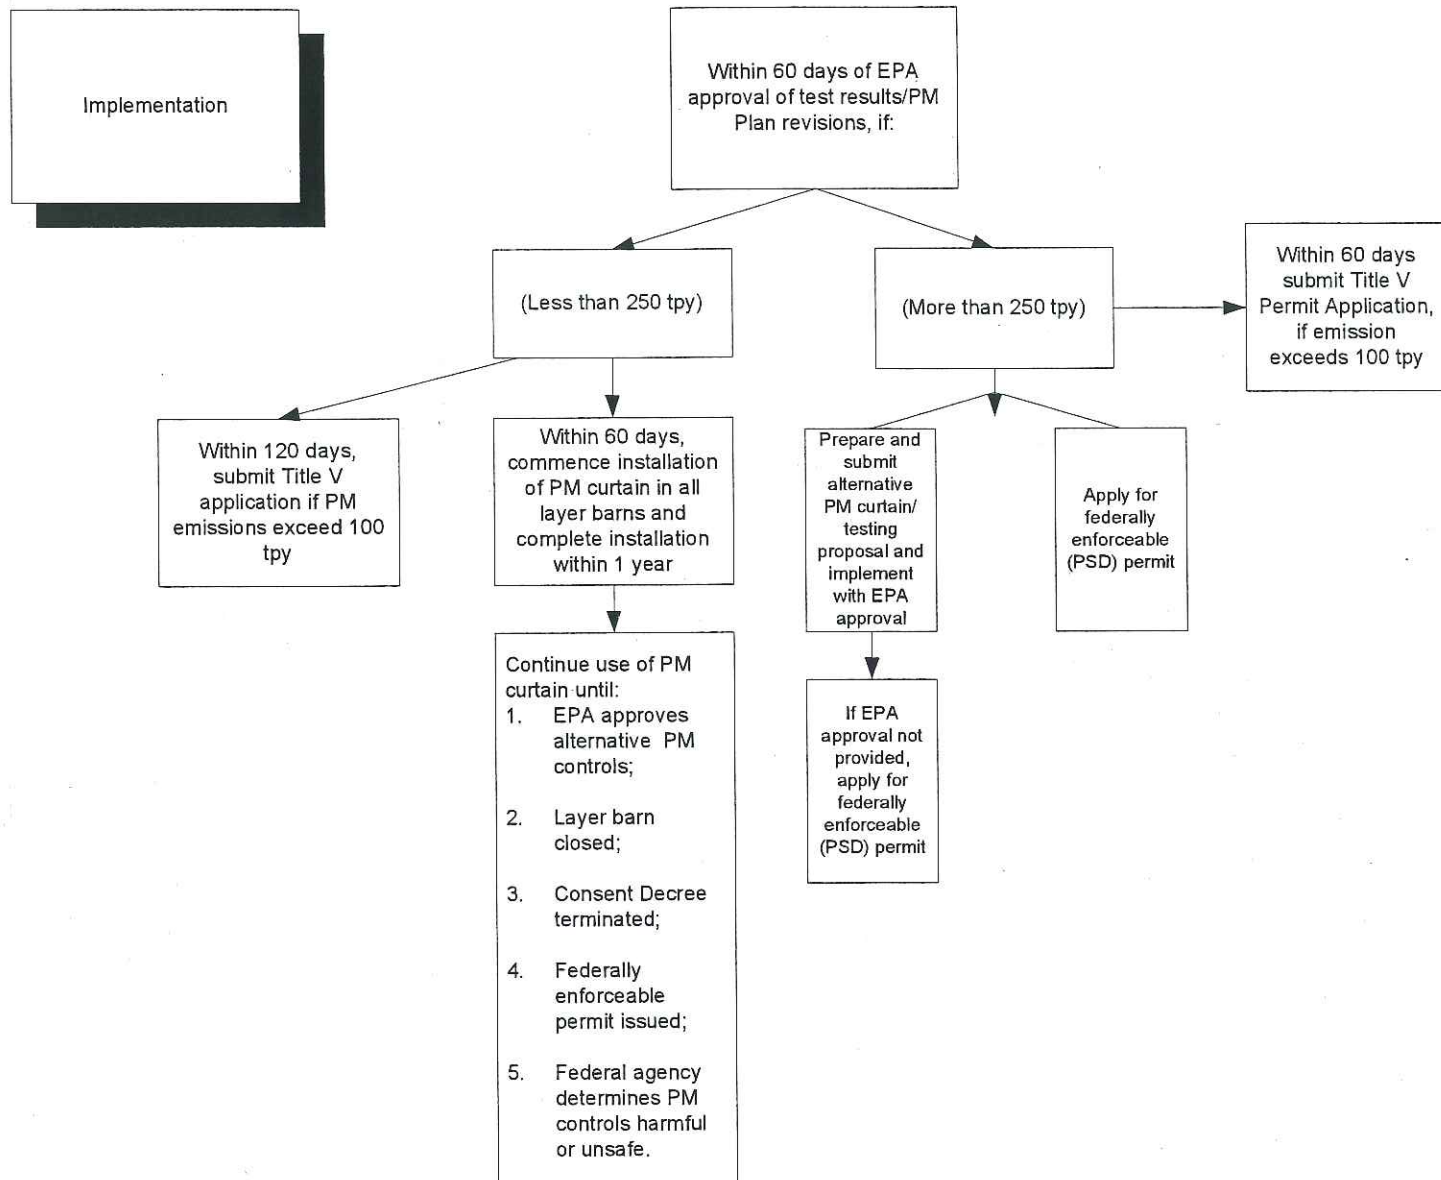 Implementation
Within 60 days of EPA
approval of test results/PM
Plan revisions, if:
(Less than 250 tpy)
(More than 250 tpy)
Within 60 days
submit Title V
Permit Application,
if emission
exceeds 100 tpy
Within 120 days,
submit Title V
application if PM
emissions exceed 100
tpy
Within 60 days,
commence installation
of PM curtain in all
layer barns and
complete installation
within 1 year
Prepare and
submit
alternative
PM curtain/
testing
proposal and
implement
with EPA
approval
Apply for
federally
enforceable
(PSD) permit
Continue use of PM
curtain until:
1. EPA approves
alternative PM
controls;
2. Layer barn
closed;
3. Consent Decree
terminated;
4. Federally
enforceable
permit issued;
5. Federal agency
determines PM
controls harmful
or unsafe.
If EPA
approval not
provided,
apply for
federally
enforceable
(PSD) permit